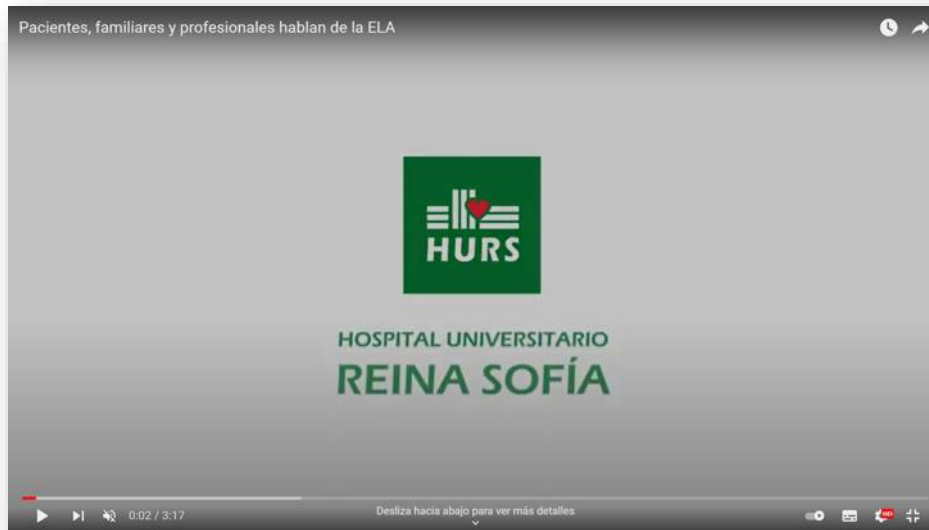 Pacientes, familiares y profesionales hablan de la ELA
HURS
HOSPITAL UNIVERSITARIO
REINA SOFÍA
0:02 / 3:17
Desliza hacia abajo para ver más detalles
HD